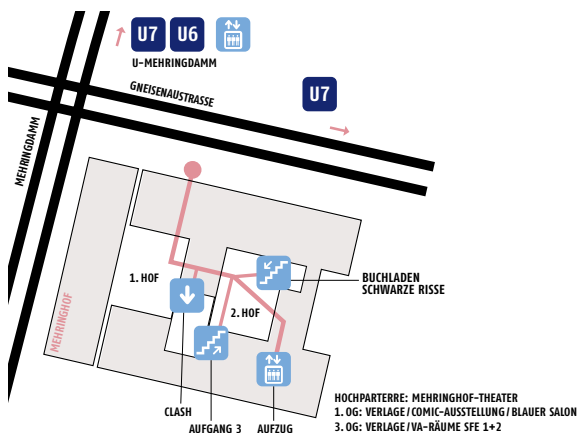 U7 U6
U-MEHRINGDAMM
GNEISENAUSTRASSE
U7
MEHRINGDAMM
MEHRINGHOF
1. HOF
2. HOF
BUCHLADEN
SCHWARZE RISSE
CLASH
AUFGANG 3
AUFZUG
HOCHPARTERRE: MEHRINGHOF-THEATER
1. OG: VERLAGE/COMIC-AUSSTELLUNG/BLAUER SALON
3. OG: VERLAGE/VA-RÄUME SFE 1+2